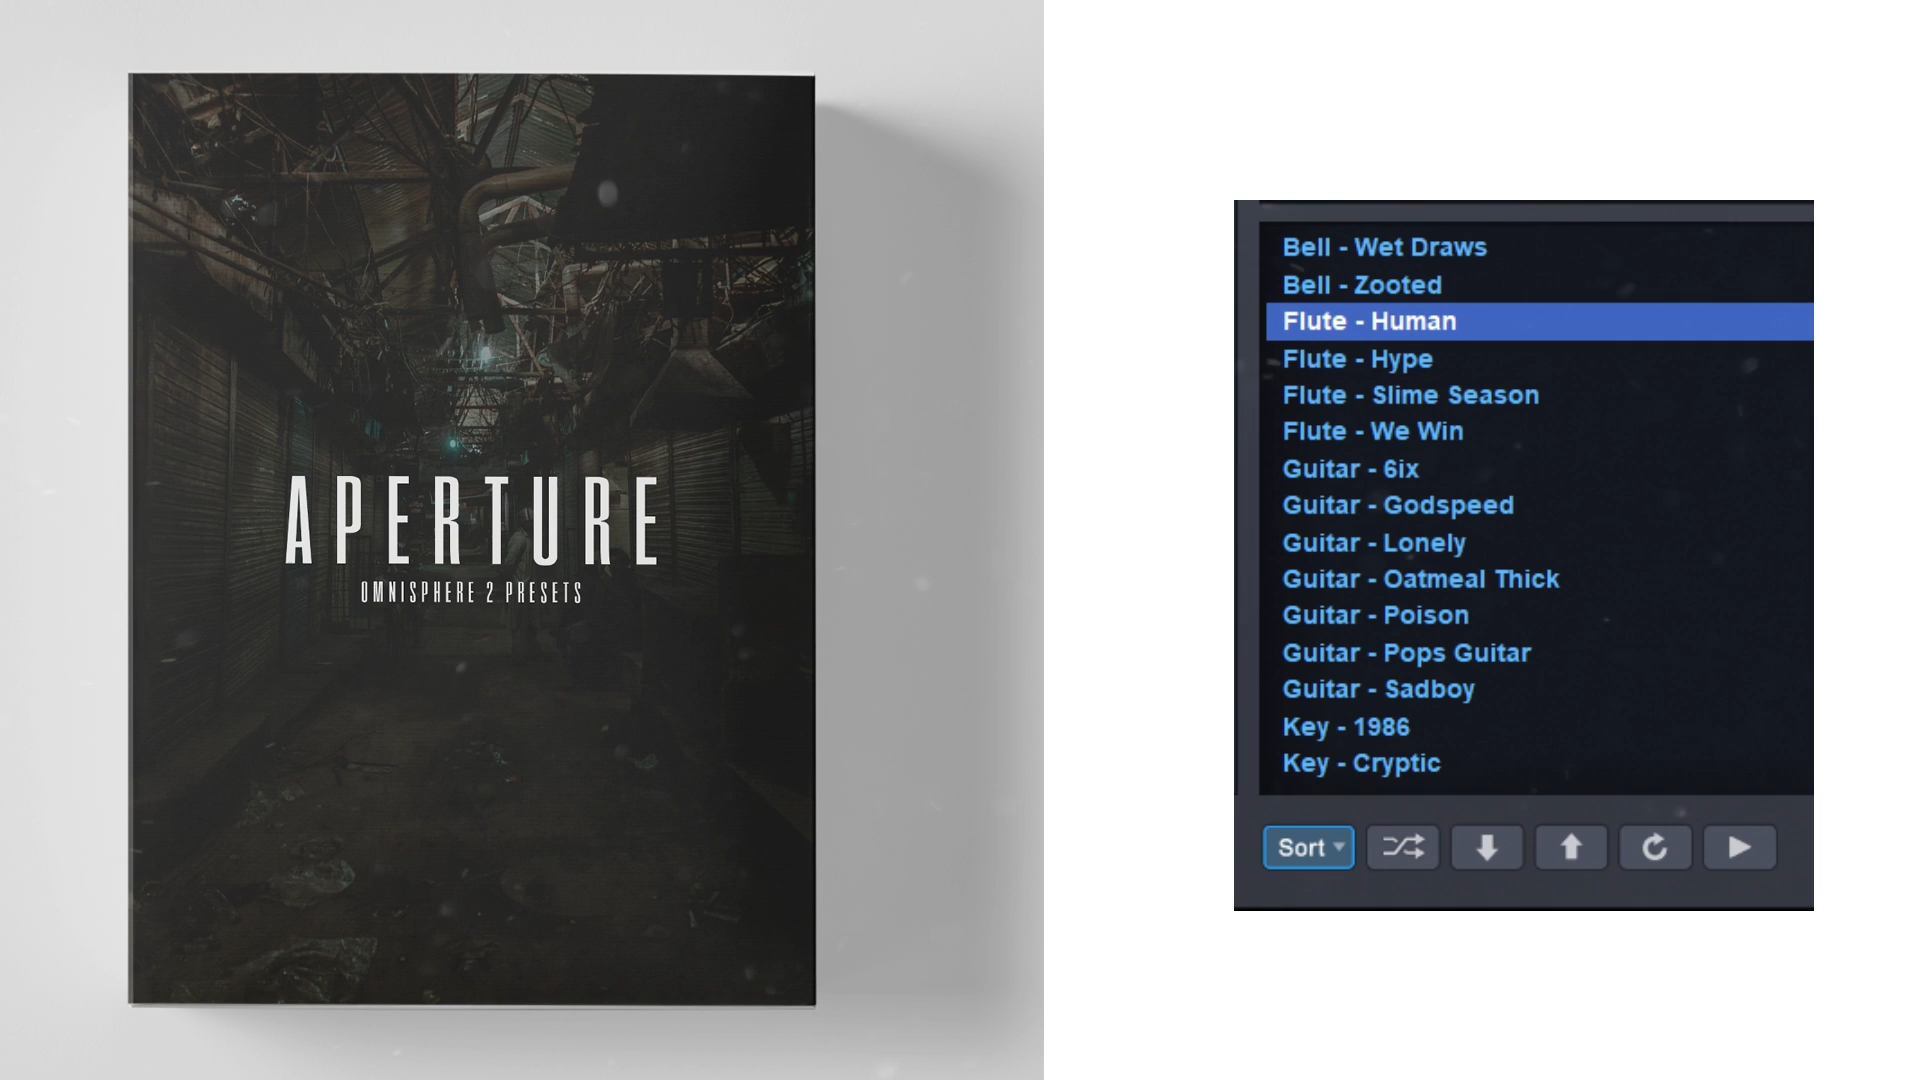 APERTURE
OMNISPHERE 2 PRESETS
Bell - Wet Draws
Bell - Zooted
Flute - Human
Flute - Hype
Flute - Slime Season
Flute - We Win
Guitar - 6ix
Guitar - Godspeed
Guitar - Lonely
Guitar - Oatmeal Thick
Guitar - Poison
Guitar - Pops Guitar
Guitar - Sadboy
Key - 1986
Key - Cryptic
Sort